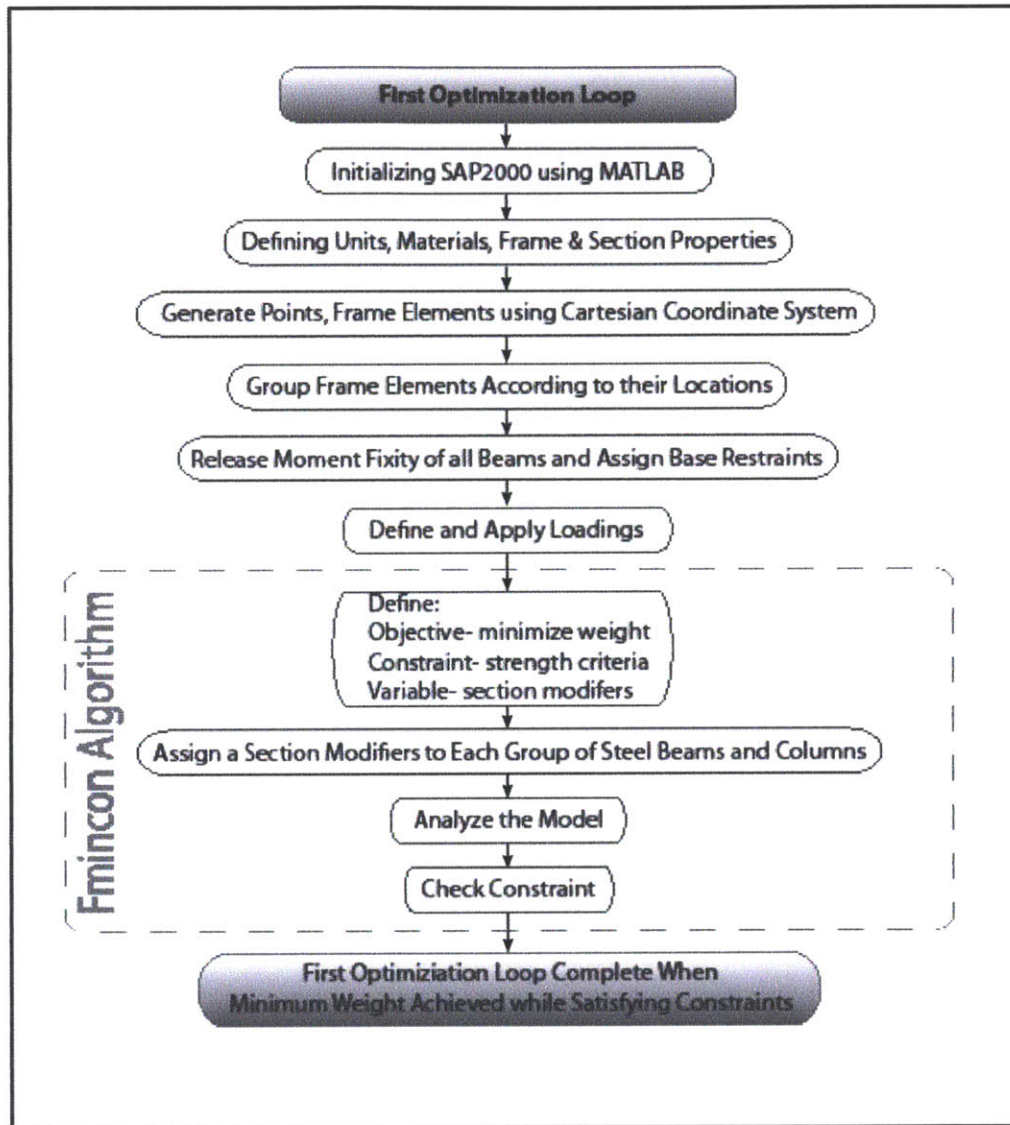 First Optimization Loop
Initializing SAP2000 using MATLAB
Defining Units, Materials, Frame & Section Properties
Generate Points, Frame Elements using Cartesian Coordinate System
Group Frame Elements According to their Locations
Release Moment Fixity of all Beams and Assign Base Restraints
Define and Apply Loadings
Fmincon Algorithm
Define:
Objective- minimize weight
Constraint- strength criteria
Variable- section modifers
Assign a Section Modifiers to Each Group of Steel Beams and Columns
Analyze the Model
Check Constraint
First Optimiziation Loop Complete When
Minimum Weight Achieved while Satisfying Constraints